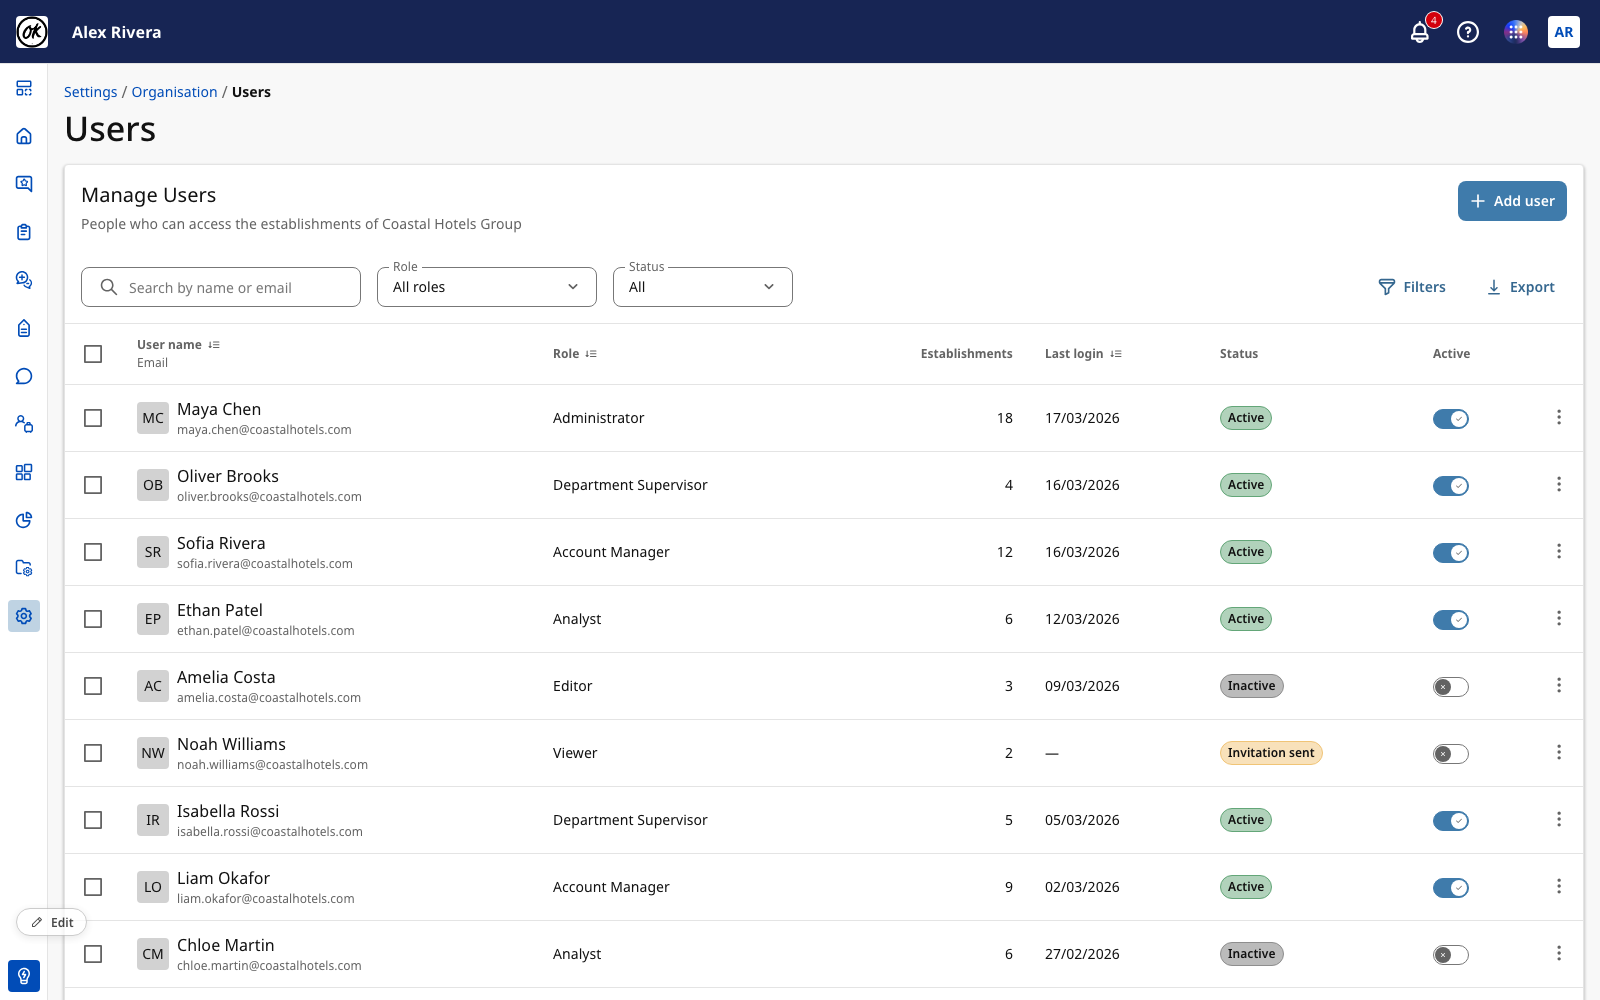 OK
Alex Rivera
4
AR
Settings / Organisation / Users
Users
Manage Users
People who can access the establishments of Coastal Hotels Group
Add user
Search by name or email
Role
All roles
Status
All
Filters
Export
User name
Email
Role
Establishments
Last login
Status
Active
MC
Maya Chen
maya.chen@coastalhotels.com
Administrator
18
17/03/2026
Active
OB
Oliver Brooks
oliver.brooks@coastalhotels.com
Department Supervisor
4
16/03/2026
Active
SR
Sofia Rivera
sofia.rivera@coastalhotels.com
Account Manager
12
16/03/2026
Active
EP
Ethan Patel
ethan.patel@coastalhotels.com
Analyst
6
12/03/2026
Active
AC
Amelia Costa
amelia.costa@coastalhotels.com
Editor
3
09/03/2026
Inactive
NW
Noah Williams
noah.williams@coastalhotels.com
Viewer
2
—
Invitation sent
IR
Isabella Rossi
isabella.rossi@coastalhotels.com
Department Supervisor
5
05/03/2026
Active
LO
Liam Okafor
liam.okafor@coastalhotels.com
Account Manager
9
02/03/2026
Active
Edit
CM
Chloe Martin
chloe.martin@coastalhotels.com
Analyst
6
27/02/2026
Inactive